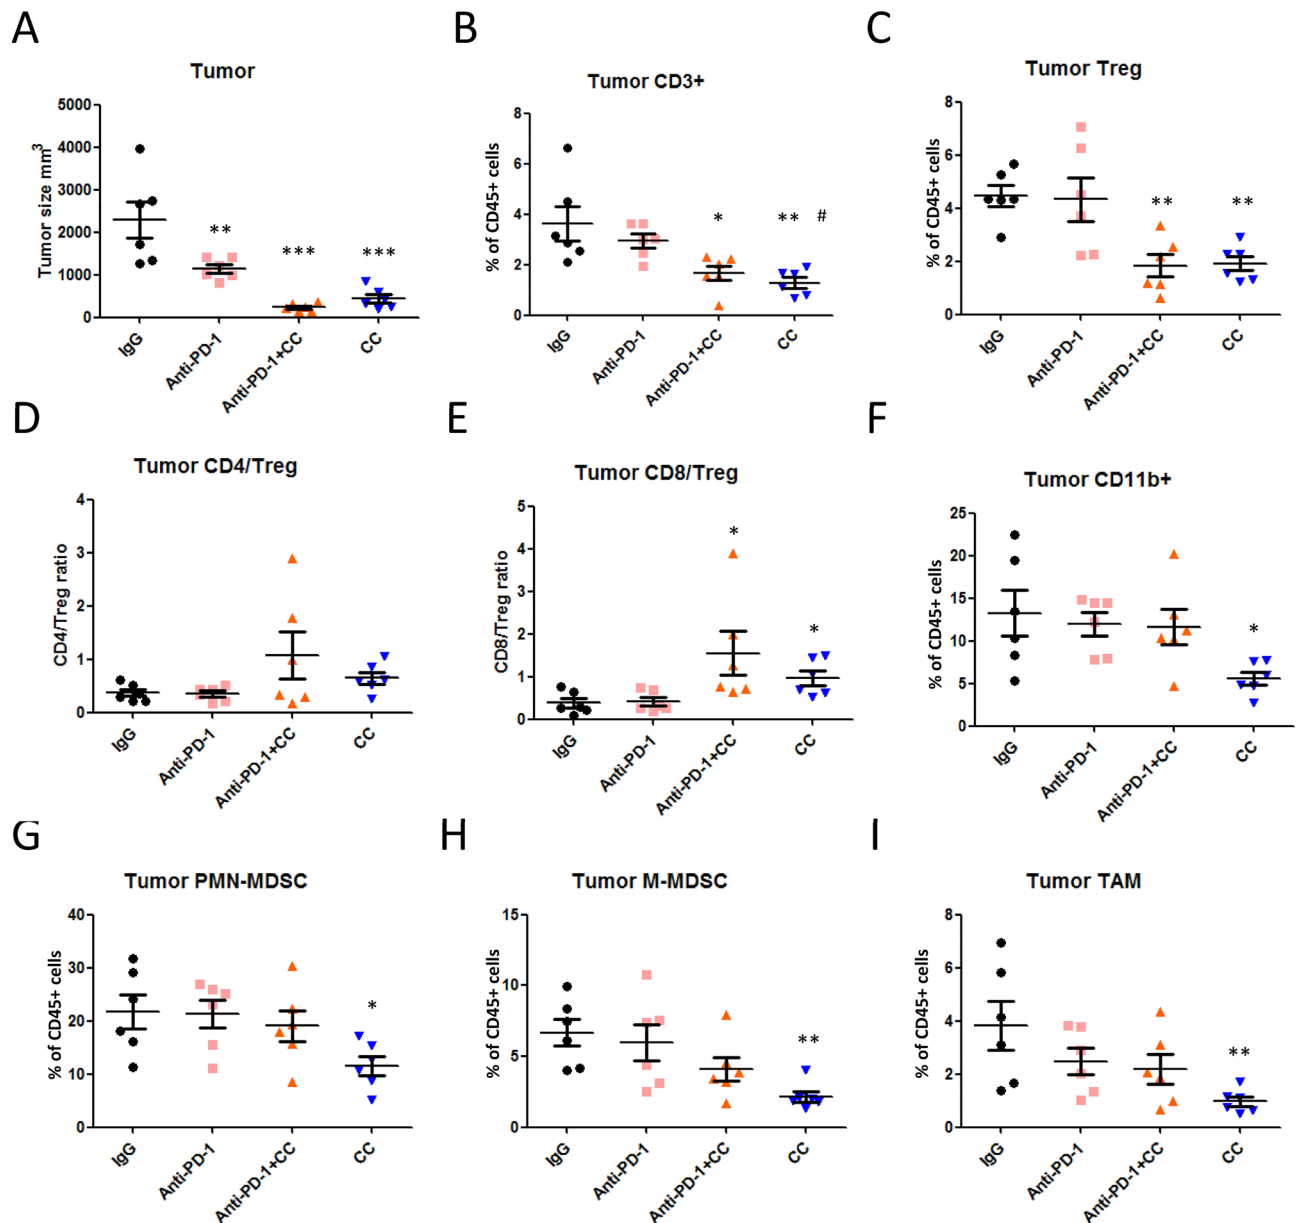 A
Tumor
Tumor size mm3
5000
4000
3000
2000
1000
0
**
***
***
IgG
Anti-PD-1
Anti-PD-1+CC
CC
B
Tumor CD3+
% of CD45+ cells
8
6
4
2
0
*
**
#
IgG
Anti-PD-1
Anti-PD-1+CC
CC
C
Tumor Treg
% of CD45+ cells
8
6
4
2
0
**
**
IgG
Anti-PD-1
Anti-PD-1+CC
CC
D
Tumor CD4/Treg
CD4/Treg ratio
4
3
2
1
0
IgG
Anti-PD-1
Anti-PD-1+CC
CC
E
Tumor CD8/Treg
CD8/Treg ratio
5
4
3
2
1
0
*
*
IgG
Anti-PD-1
Anti-PD-1+CC
CC
F
Tumor CD11b+
% of CD45+ cells
25
20
15
10
5
0
*
IgG
Anti-PD-1
Anti-PD-1+CC
CC
G
Tumor PMN-MDSC
% of CD45+ cells
40
30
20
10
0
*
IgG
Anti-PD-1
Anti-PD-1+CC
CC
H
Tumor M-MDSC
% of CD45+ cells
15
10
5
0
**
IgG
Anti-PD-1
Anti-PD-1+CC
CC
I
Tumor TAM
% of CD45+ cells
8
6
4
2
0
**
IgG
Anti-PD-1
Anti-PD-1+CC
CC